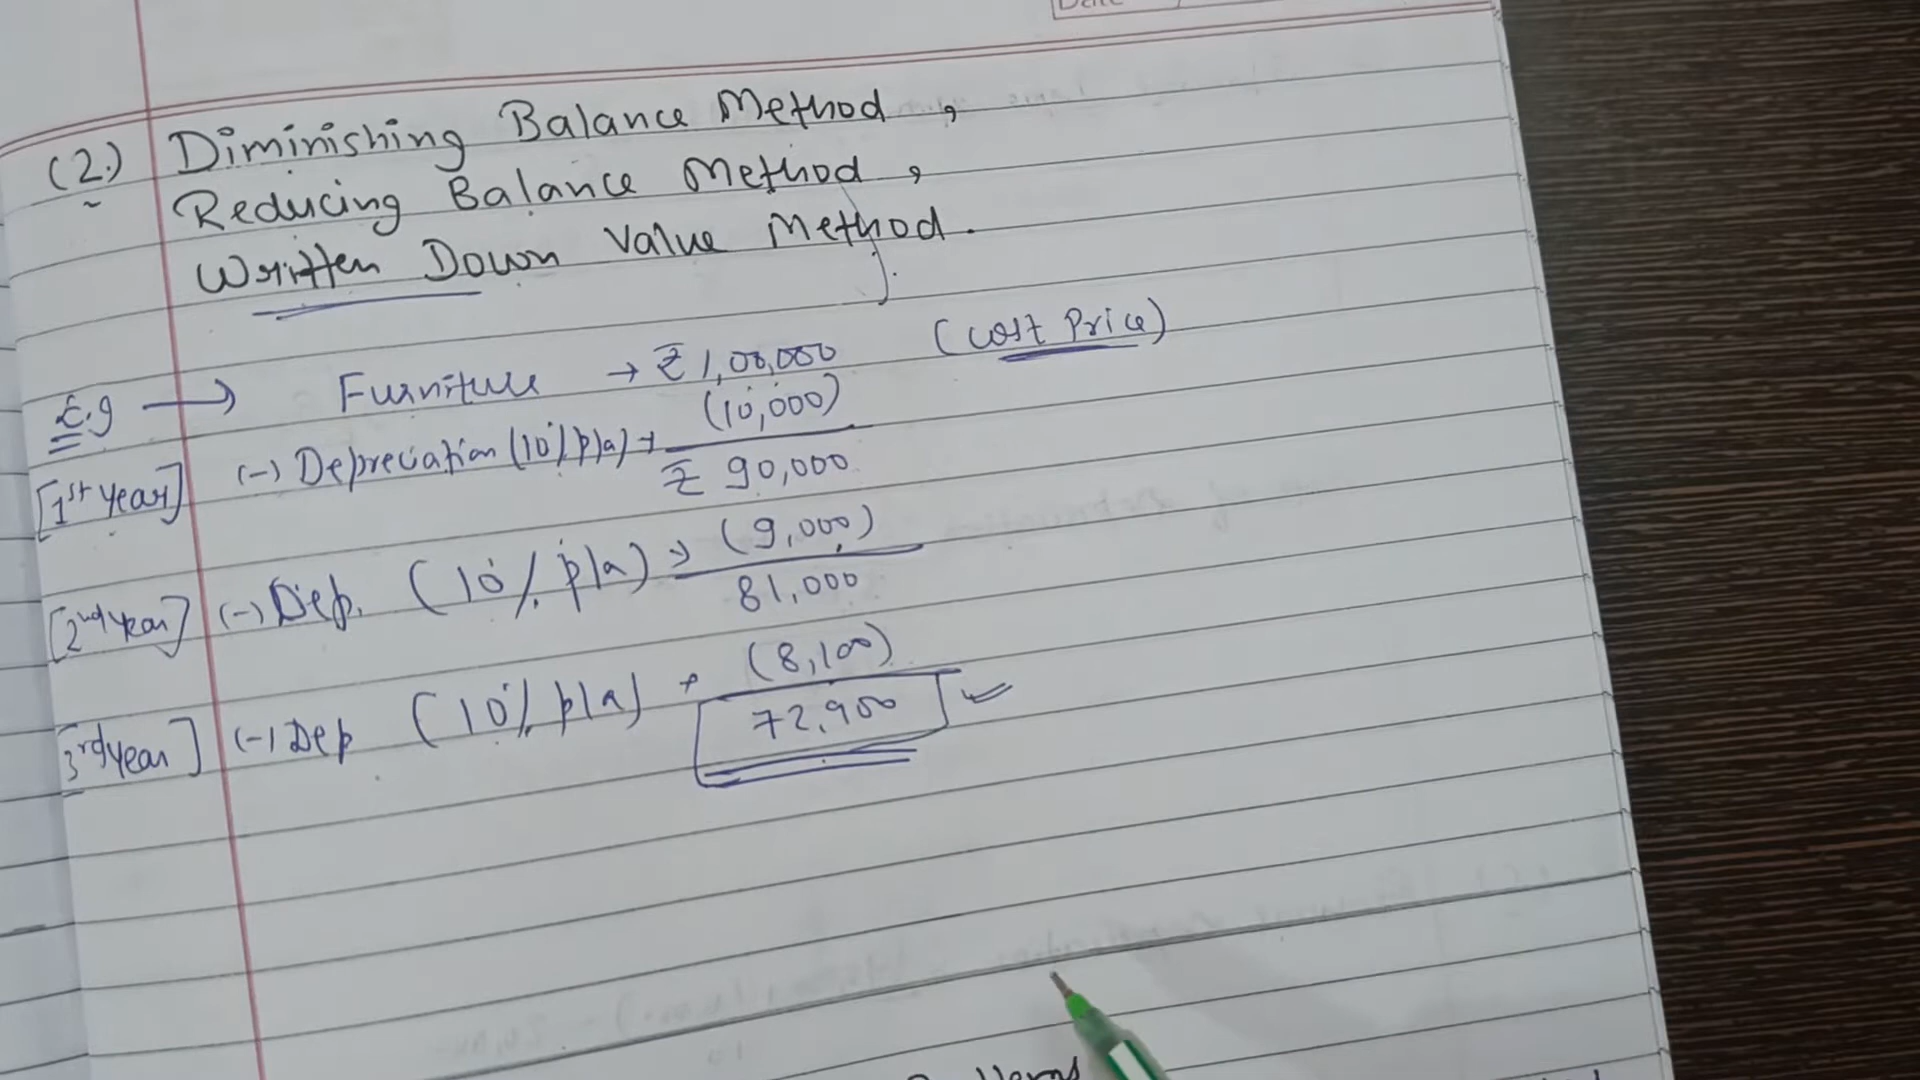 Date
(2.) Diminishing Balance Method,
Reducing Balance Method,
Written Down Value Method.
E.g → Furniture → ₹ 1,00,000 (Cost Price)
[1st Year] (-) Depreciation (10% p/a) → (10,000)
₹ 90,000
[2nd Year] (-) Dep. (10% p/a) → (9,000)
81,000
[3rd Year] (-) Dep (10% p/a) → (8,100)
72,900